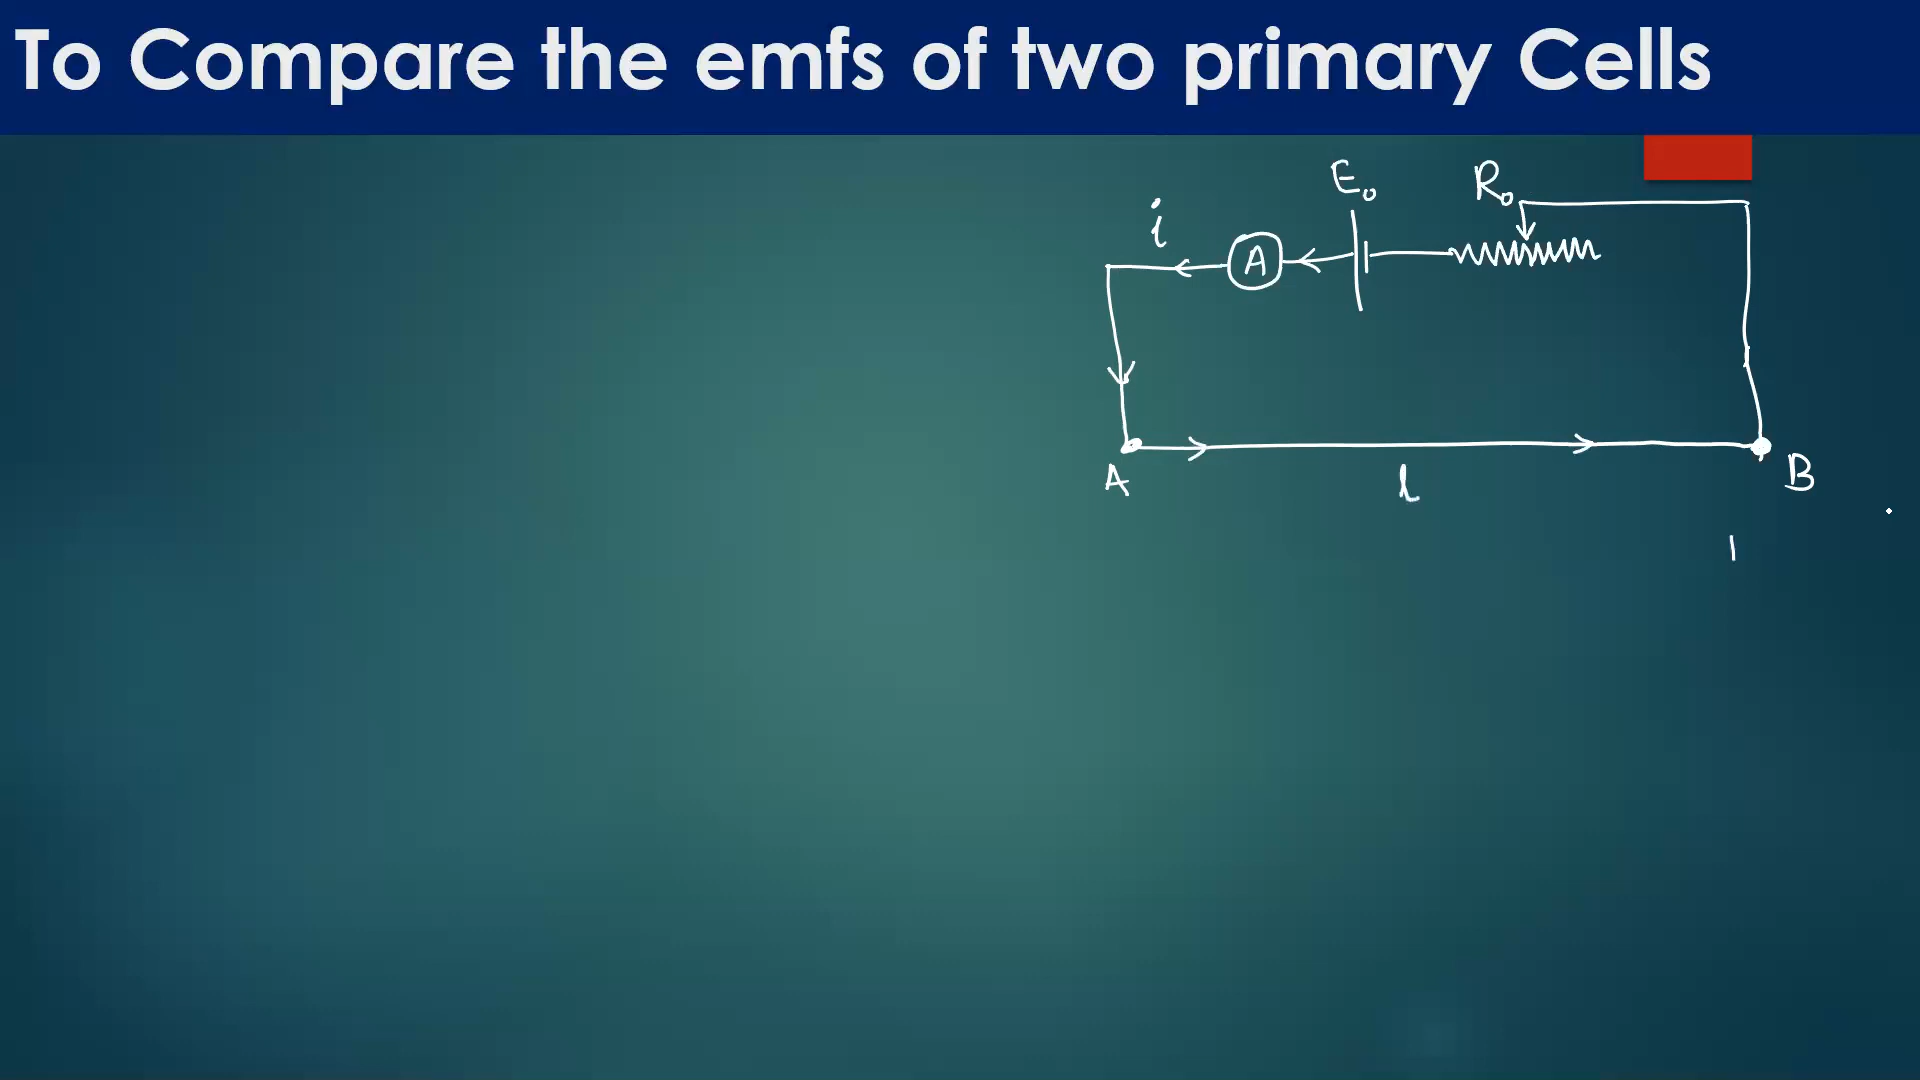 To Compare the emfs of two primary Cells
E₀
R₀
i
A
A
l
B